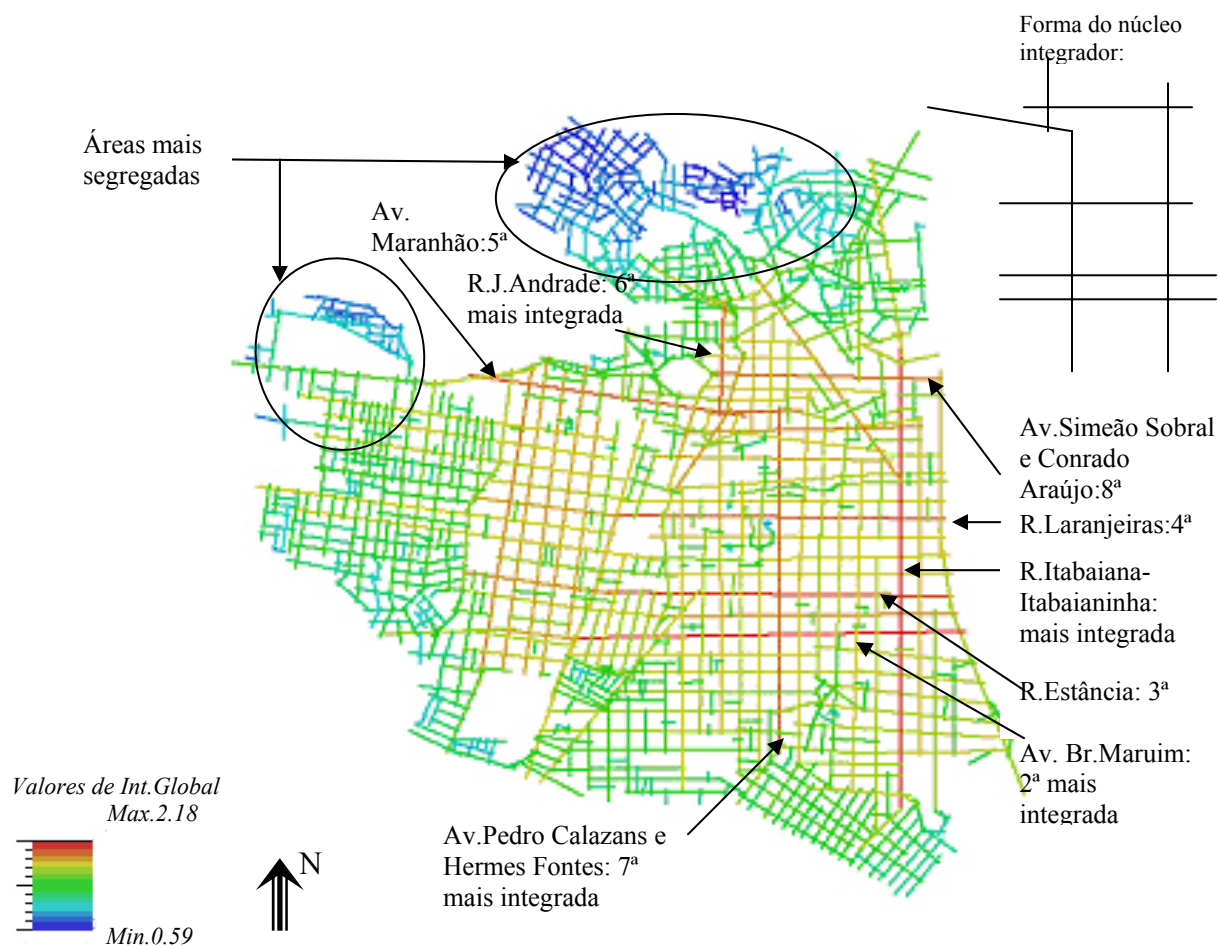 Forma do núcleo
integrador:
Áreas mais
segregadas
Av.
Maranhão:5ª
R.J.Andrade: 6ª
mais integrada
Av.Simeão Sobral
e Conrado
Araújo:8ª
R.Laranjeiras:4ª
R.Itabaiana-
Itabaianinha:
mais integrada
R.Estância: 3ª
Av. Br.Maruim:
2ª mais
integrada
Av.Pedro Calazans e
Hermes Fontes: 7ª
mais integrada
Valores de Int.Global
Max.2.18
Min.0.59
N